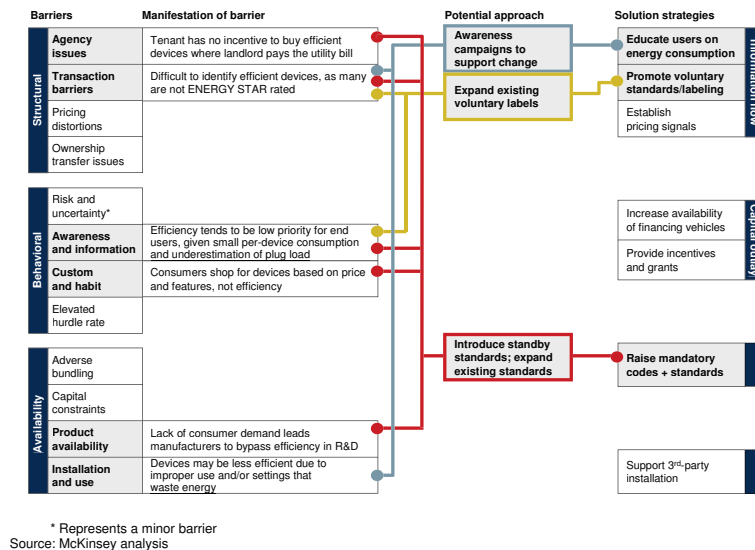 Barriers
Manifestation of barrier
Potential approach
Solution strategies
Structural
Agency
issues
Tenant has no incentive to buy efficient
devices where landlord pays the utility bill
Transaction
barriers
Difficult to identify efficient devices, as many
are not ENERGY STAR rated
Pricing
distortions
Ownership
transfer issues
Behavioral
Risk and
uncertainty*
Awareness
and information
Efficiency tends to be low priority for end
users, given small per-device consumption
and underestimation of plug load
Custom
and habit
Consumers shop for devices based on price
and features, not efficiency
Elevated
hurdle rate
Availability
Adverse
bundling
Capital
constraints
Product
availability
Lack of consumer demand leads
manufacturers to bypass efficiency in R&D
Installation
and use
Devices may be less efficient due to
improper use and/or settings that
waste energy
Awareness
campaigns to
support change
Expand existing
voluntary labels
Introduce standby
standards; expand
existing standards
Educate users on
energy consumption
Promote voluntary
standards/labeling
Establish
pricing signals
Increase availability
of financing vehicles
Provide incentives
and grants
Raise mandatory
codes + standards
Support 3rd-party
installation
* Represents a minor barrier
Source: McKinsey analysis